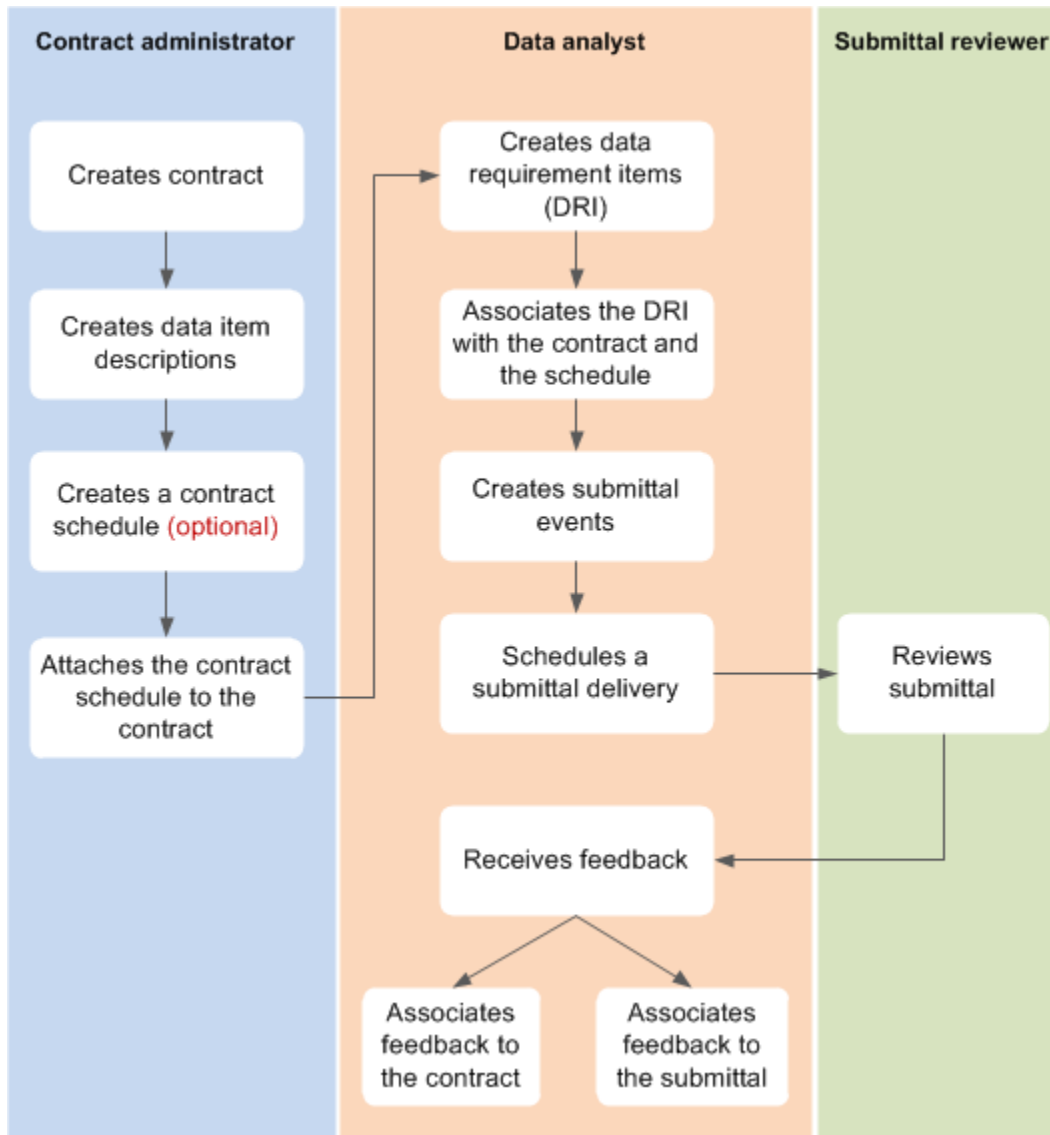 Contract administrator
Data analyst
Submittal reviewer
Creates contract
Creates data item
descriptions
Creates a contract
schedule (optional)
Attaches the contract
schedule to the
contract
Creates data
requirement items
(DRI)
Associates the DRI
with the contract and
the schedule
Creates submittal
events
Schedules a
submittal delivery
Reviews
submittal
Receives feedback
Associates
feedback to
the contract
Associates
feedback to
the submittal